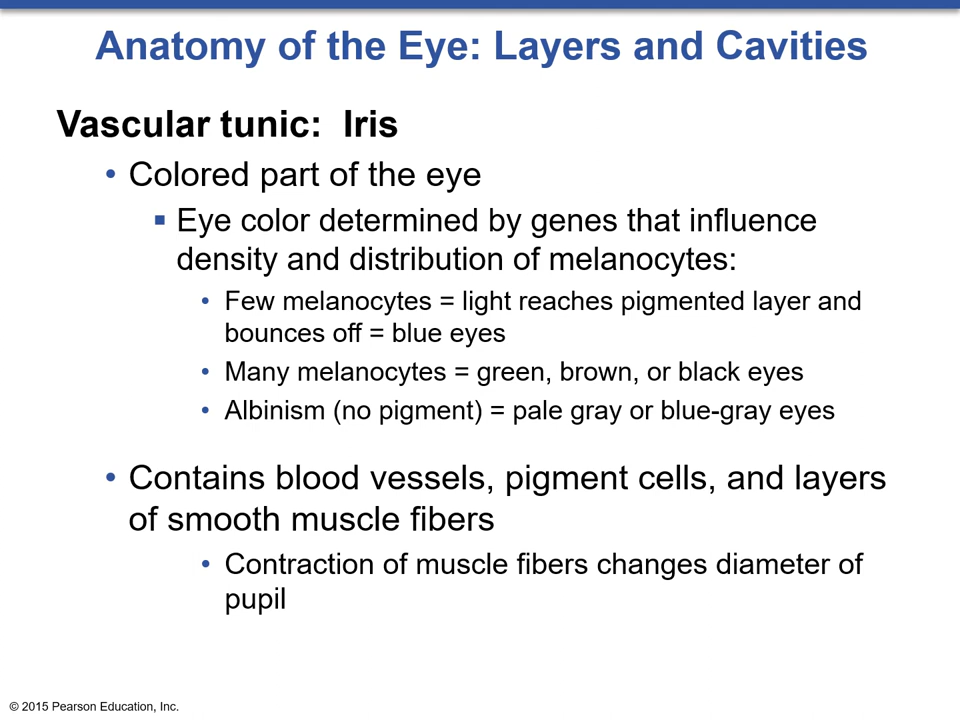 Anatomy of the Eye: Layers and Cavities
Vascular tunic: Iris
• Colored part of the eye
▪ Eye color determined by genes that influence
density and distribution of melanocytes:
• Few melanocytes = light reaches pigmented layer and
bounces off = blue eyes
• Many melanocytes = green, brown, or black eyes
• Albinism (no pigment) = pale gray or blue-gray eyes
• Contains blood vessels, pigment cells, and layers
of smooth muscle fibers
• Contraction of muscle fibers changes diameter of
pupil
© 2015 Pearson Education, Inc.